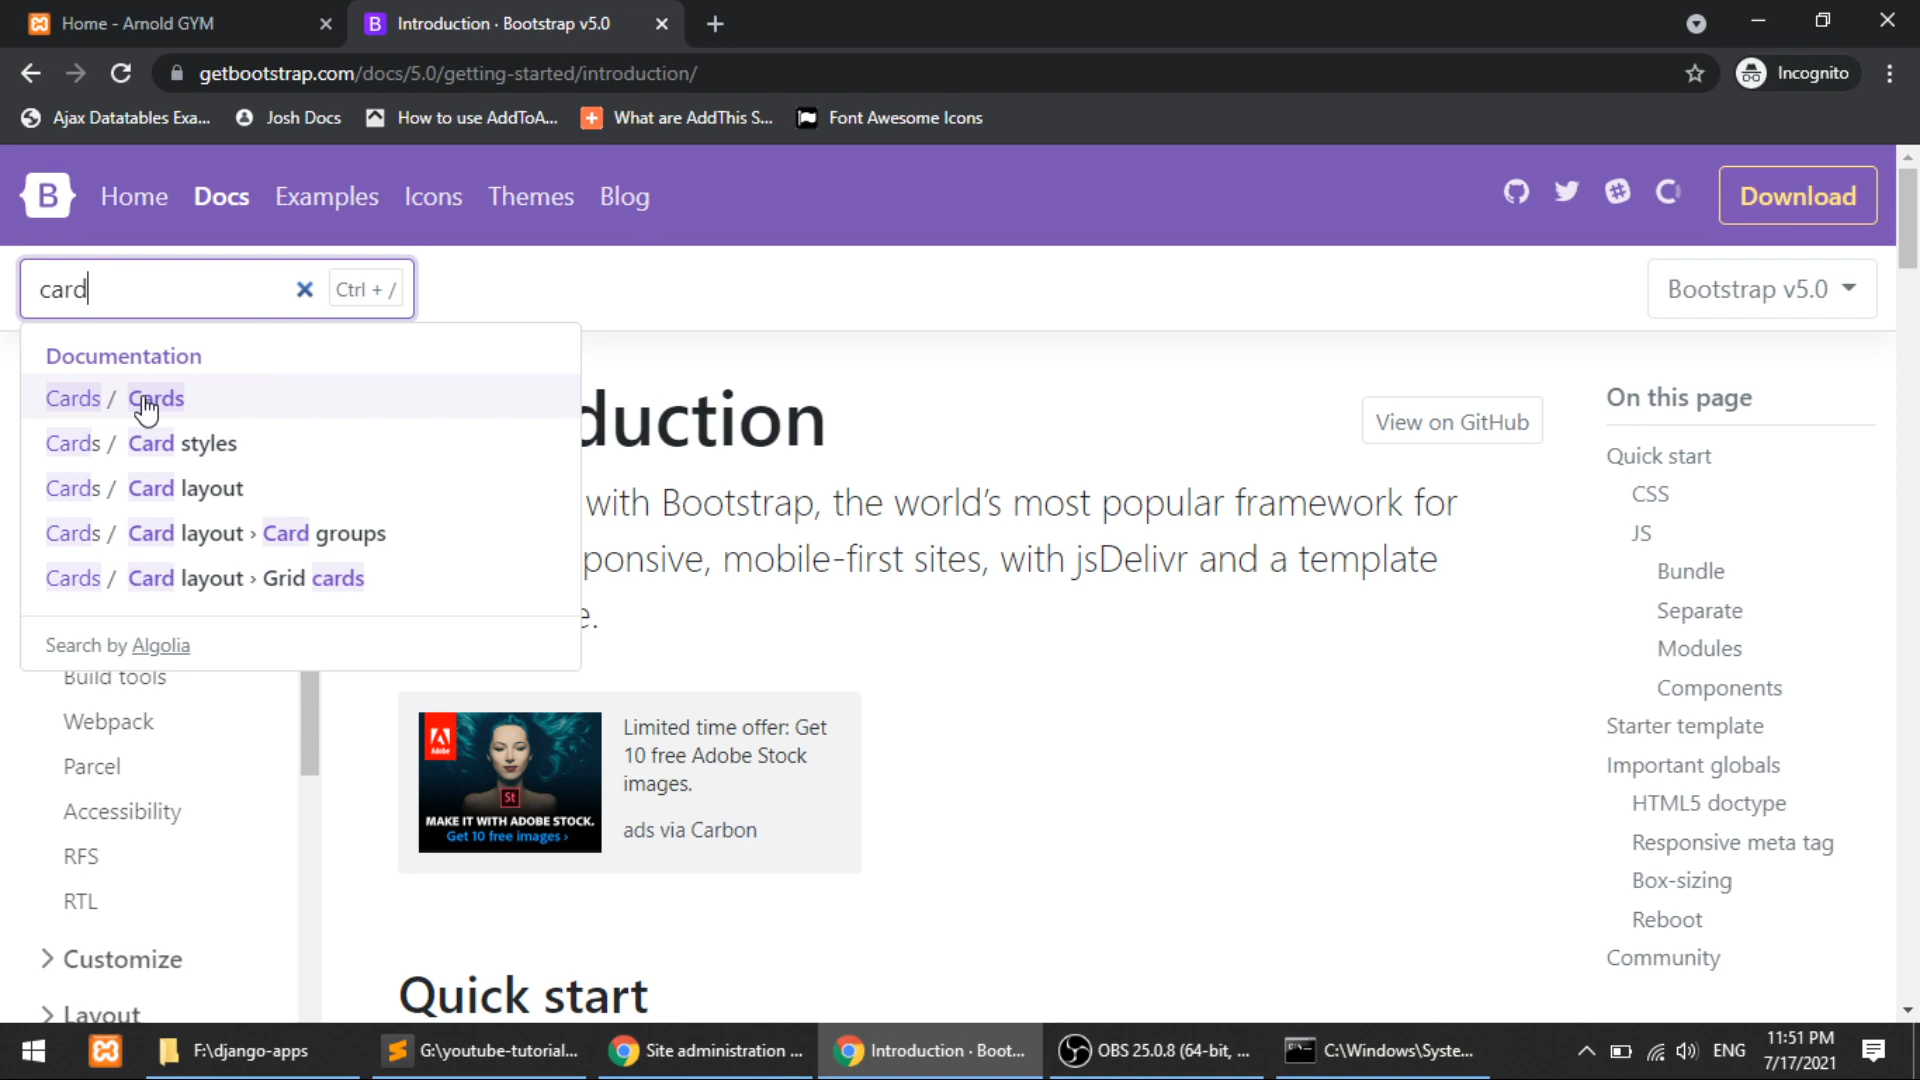 Home - Arnold GYM
Introduction · Bootstrap v5.0
getbootstrap.com/docs/5.0/getting-started/introduction/
Incognito
Ajax Datatables Exa...
Josh Docs
How to use AddToA...
What are AddThis S...
Font Awesome Icons
B
Home
Docs
Examples
Icons
Themes
Blog
Download
card
Ctrl + /
Bootstrap v5.0
Documentation
Cards / Cards
Cards / Card styles
Cards / Card layout
Cards / Card layout › Card groups
Cards / Card layout › Grid cards
Search by Algolia
Build tools
Webpack
Parcel
Accessibility
RFS
RTL
Customize
Layout
duction
View on GitHub
with Bootstrap, the world's most popular framework for
ponsive, mobile-first sites, with jsDelivr and a template
e.
Adobe
St
MAKE IT WITH ADOBE STOCK.
Get 10 free images ›
Limited time offer: Get
10 free Adobe Stock
images.
ads via Carbon
Quick start
On this page
Quick start
CSS
JS
Bundle
Separate
Modules
Components
Starter template
Important globals
HTML5 doctype
Responsive meta tag
Box-sizing
Reboot
Community
F:\django-apps
G:\youtube-tutorial...
Site administration ...
Introduction · Boot...
OBS 25.0.8 (64-bit, ...
C:\Windows\Syste...
ENG
11:51 PM
7/17/2021